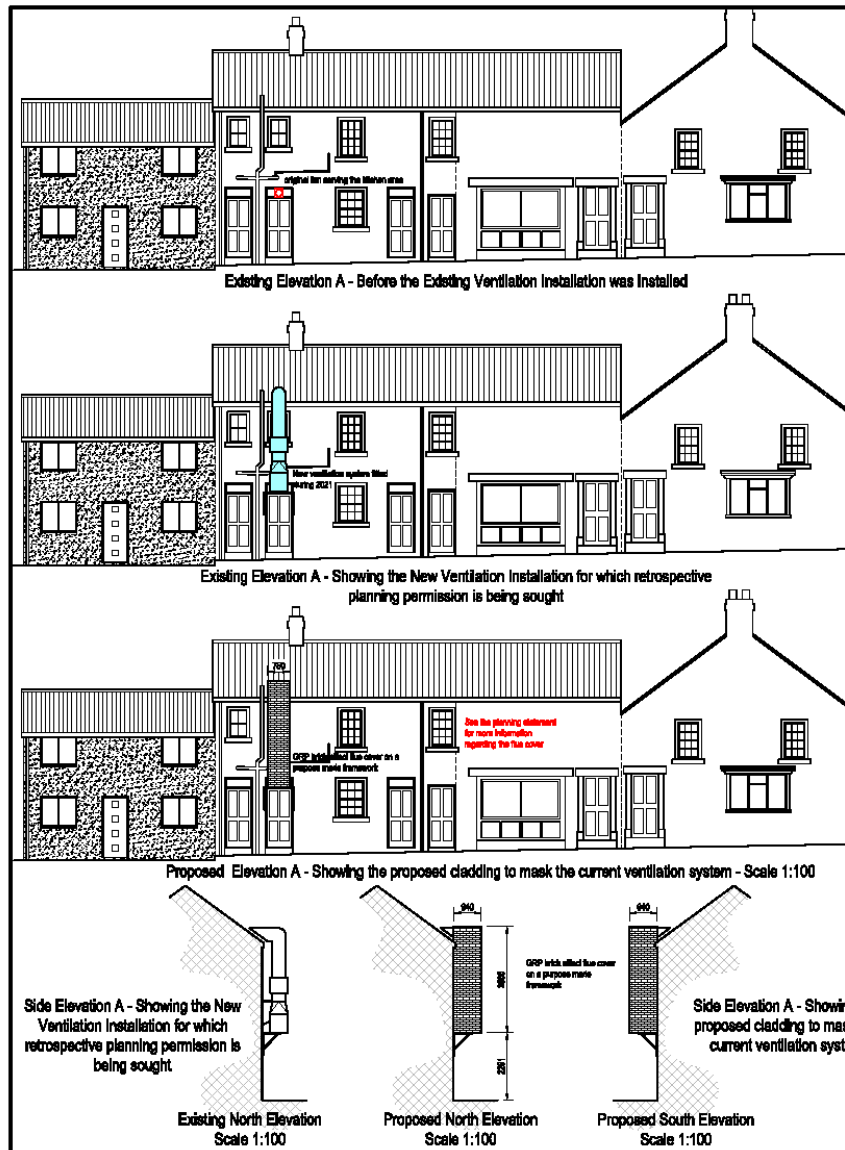 original fan serving the kitchen area
Existing Elevation A - Before the Existing Ventilation Installation was Installed
New ventilation system fitted
during 2021
Existing Elevation A - Showing the New Ventilation Installation for which retrospective
planning permission is being sought
750
See the planning statement
for more information
regarding the flue cover
GRP brick effect flue cover on a
purpose made framework
Proposed Elevation A - Showing the proposed cladding to mask the current ventilation system - Scale 1:100
940
940
GRP brick effect flue cover
on a purpose made
framework
Side Elevation A - Showing the New
Ventilation Installation for which
retrospective planning permission is
being sought
Side Elevation A - Showin
proposed cladding to mas
current ventilation syst
2291
Existing North Elevation
Scale 1:100
Proposed North Elevation
Scale 1:100
Proposed South Elevation
Scale 1:100